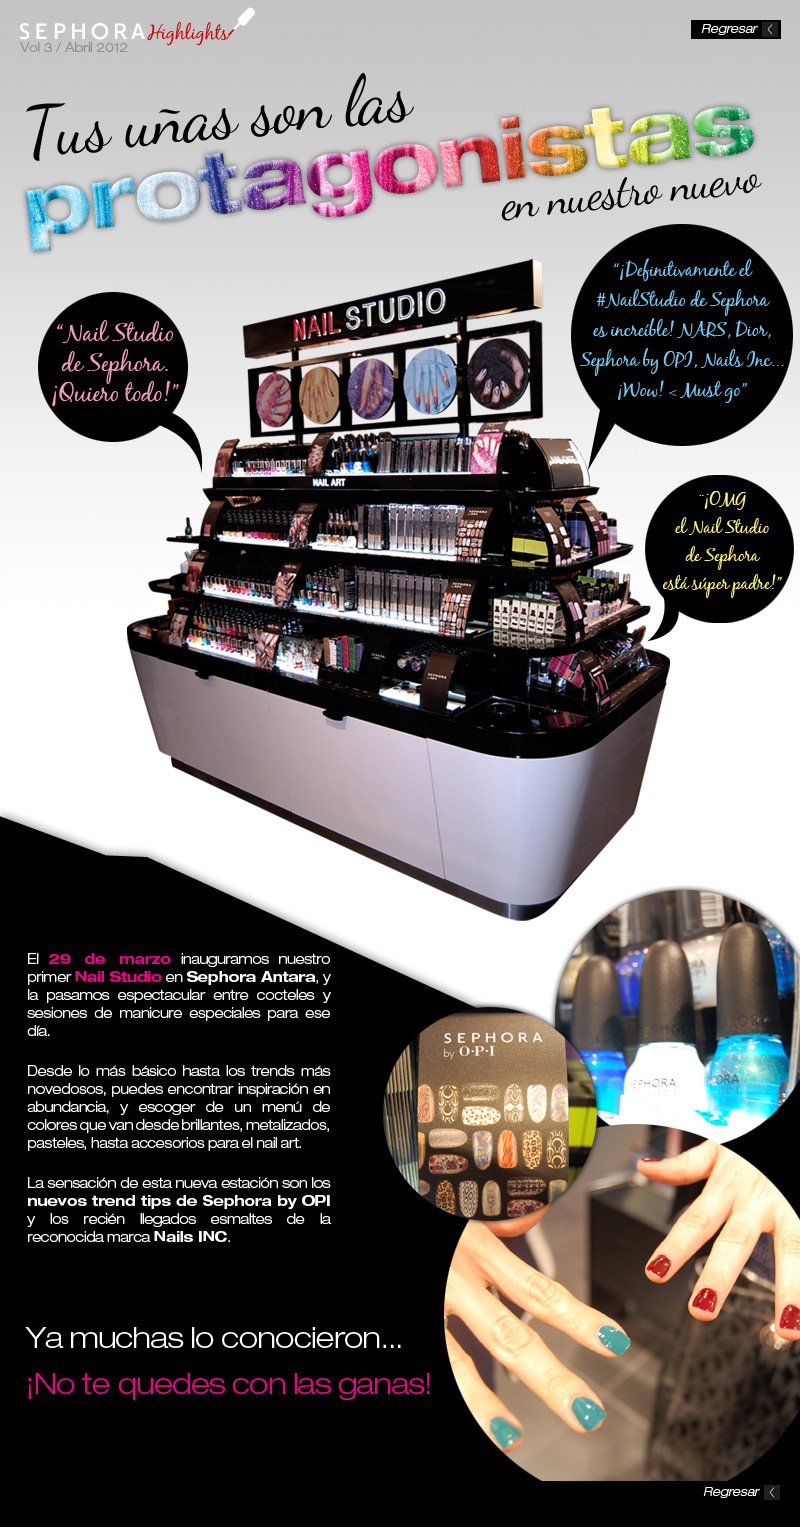 SEPHORA Highlights
Vol 3 / Abril 2012
Regresar
Tus uñas son las
protagonistas
en nuestro nuevo
NAIL STUDIO
“Nail Studio
de Sephora.
¡Quiero todo!”
“¡Definitivamente el
#NailStudio de Sephora
es increíble! NARS, Dior,
Sephora by OPI, Nails Inc...
¡Wow! < Must go”
¨¡OMG
el Nail Studio
de Sephora
está súper padre!”
NAIL ART
El 29 de marzo inauguramos nuestro
primer Nail Studio en Sephora Antara, y
la pasamos espectacular entre cocteles y
sesiones de manicure especiales para ese
día.
Desde lo más básico hasta los trends más
novedosos, puedes encontrar inspiración en
abundancia, y escoger de un menú de
colores que van desde brillantes, metalizados,
pasteles, hasta accesorios para el nail art.
La sensación de esta nueva estación son los
nuevos trend tips de Sephora by OPI
y los recién llegados esmaltes de la
reconocida marca Nails INC.
SEPHORA
by O·P·I
SEPHORA
Ya muchas lo conocieron...
¡No te quedes con las ganas!
Regresar